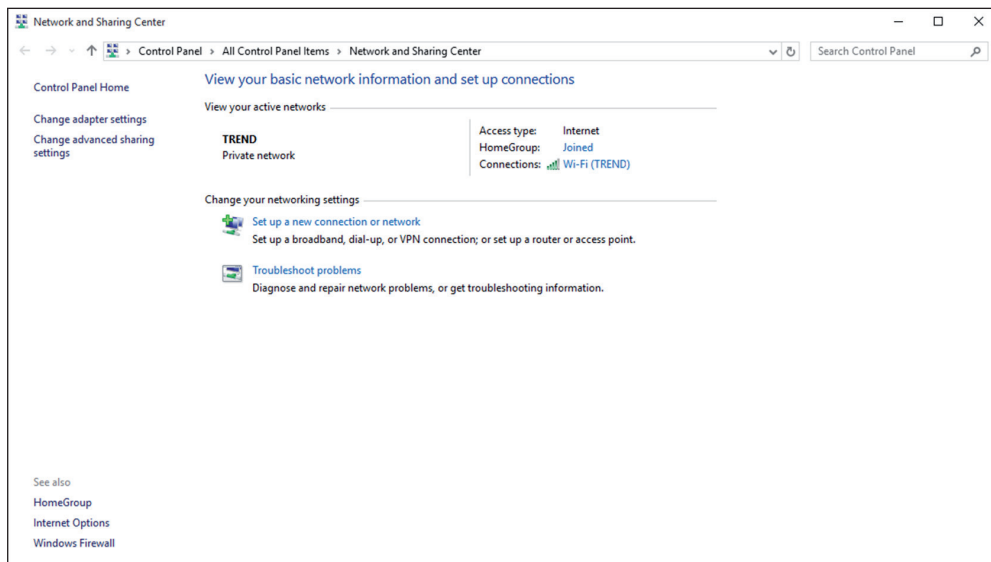 Network and Sharing Center
Control Panel > All Control Panel Items > Network and Sharing Center
Search Control Panel
Control Panel Home
Change adapter settings
Change advanced sharing
settings
View your basic network information and set up connections
View your active networks
TREND
Private network
Access type: Internet
HomeGroup: Joined
Connections: Wi-Fi (TREND)
Change your networking settings
Set up a new connection or network
Set up a broadband, dial-up, or VPN connection; or set up a router or access point.
Troubleshoot problems
Diagnose and repair network problems, or get troubleshooting information.
See also
HomeGroup
Internet Options
Windows Firewall